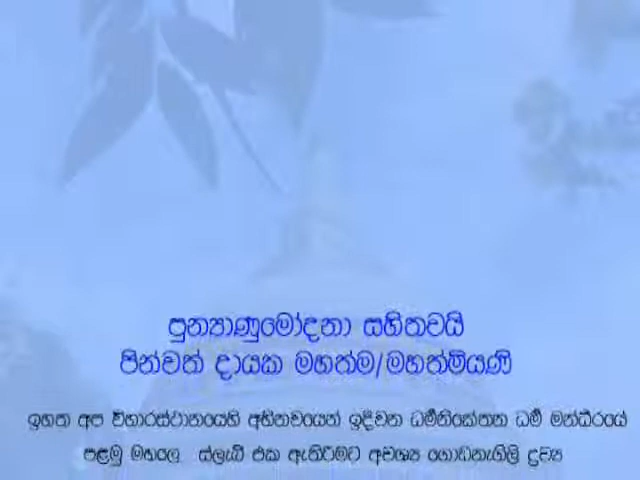 පුන්‍යාණුමෝදනා සහිතවයි
පින්වත් දායක මහත්ම/මහත්මියණි
ඉහත අප විහාරස්ථානයෙහි අභිනවයෙන් ඉදිවන ධර්මනිකේතන ධර්ම මන්ධිරයේ
පළමු මහලෙ ස්ලැබ් එක ඇතිරීමට අවශ්‍ය ගොඩනැගිලි ද්‍රව්‍ය